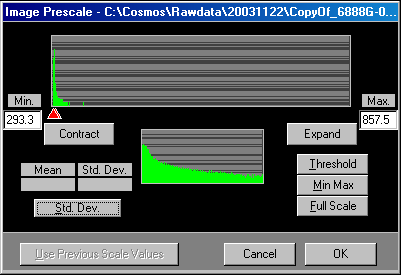 Image Prescale - C:\Cosmos\Rawdata\20031122\CopyOf_6888G-0...
Min.
Max.
293.3
857.5
Contract
Expand
Mean
Std. Dev.
Threshold
Min Max
Std. Dev.
Full Scale
Use Previous Scale Values
Cancel
OK